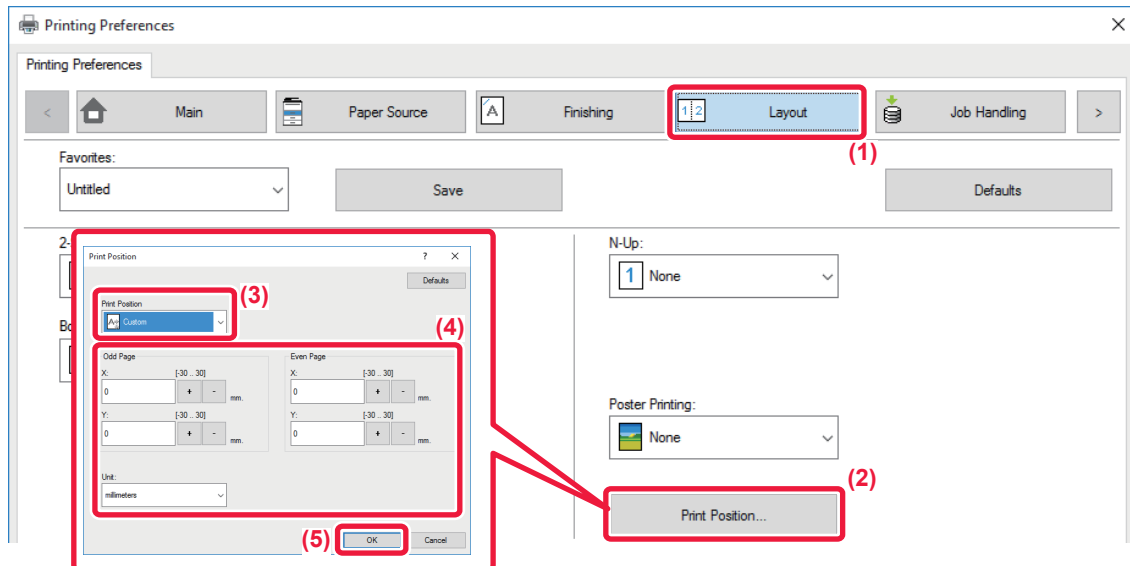 Printing Preferences
Printing Preferences
< Main Paper Source Finishing Layout Job Handling >
(1)
Favorites:
Untitled Save Defaults
2-
N-Up:
1 None
Bo
Poster Printing:
None
(2)
Print Position...
Print Position ? ×
Defaults
Print Position
(3)
Custom
(4)
Odd Page Even Page
X: [-30 .. 30] X: [-30 .. 30]
0 + - mm. 0 + - mm.
Y: [-30 .. 30] Y: [-30 .. 30]
0 + - mm. 0 + - mm.
Unit:
millimeters
(5) OK Cancel